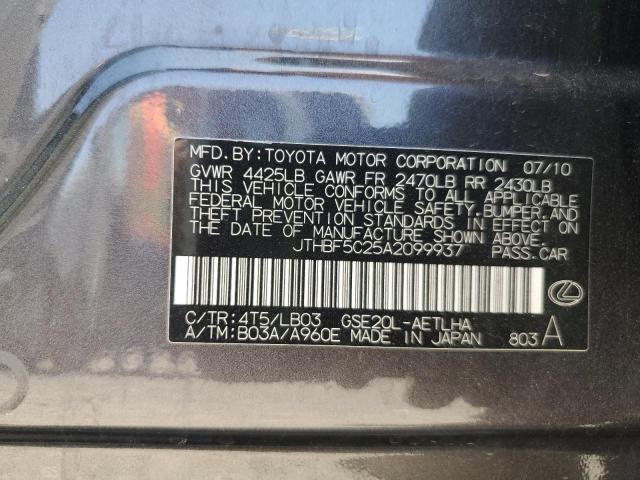 MFD. BY: TOYOTA MOTOR CORPORATION 07/10
GVWR 4425LB GAWR FR 2470LB RR 2430LB
THIS VEHICLE CONFORMS TO ALL APPLICABLE
FEDERAL MOTOR VEHICLE SAFETY, BUMPER, AND
THEFT PREVENTION STANDARDS IN EFFECT ON
THE DATE OF MANUFACTURE SHOWN ABOVE.
JTHBF5C25A2099937 PASS. CAR
C/TR: 4T5/LB03 GSE20L-AETLHA
A/TM: B03A/A960E MADE IN JAPAN 803 A